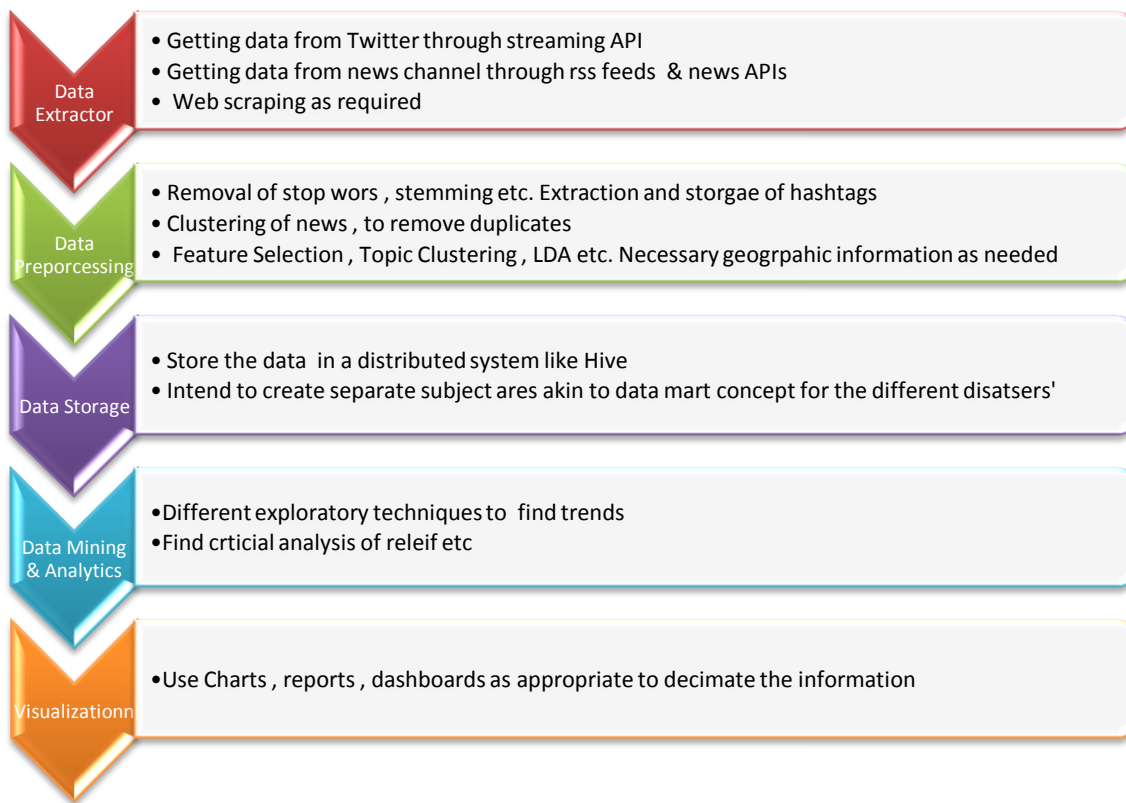 Data
Extractor
• Getting data from Twitter through streaming API
• Getting data from news channel through rss feeds & news APIs
• Web scraping as required
Data
Preporcessing
• Removal of stop wors , stemming etc. Extraction and storgae of hashtags
• Clustering of news , to remove duplicates
• Feature Selection , Topic Clustering , LDA etc. Necessary geogrpahic information as needed
Data Storage
• Store the data in a distributed system like Hive
• Intend to create separate subject ares akin to data mart concept for the different disatsers'
Data Mining
& Analytics
•Different exploratory techniques to find trends
•Find crticial analysis of releif etc
Visualizationn
•Use Charts , reports , dashboards as appropriate to decimate the information